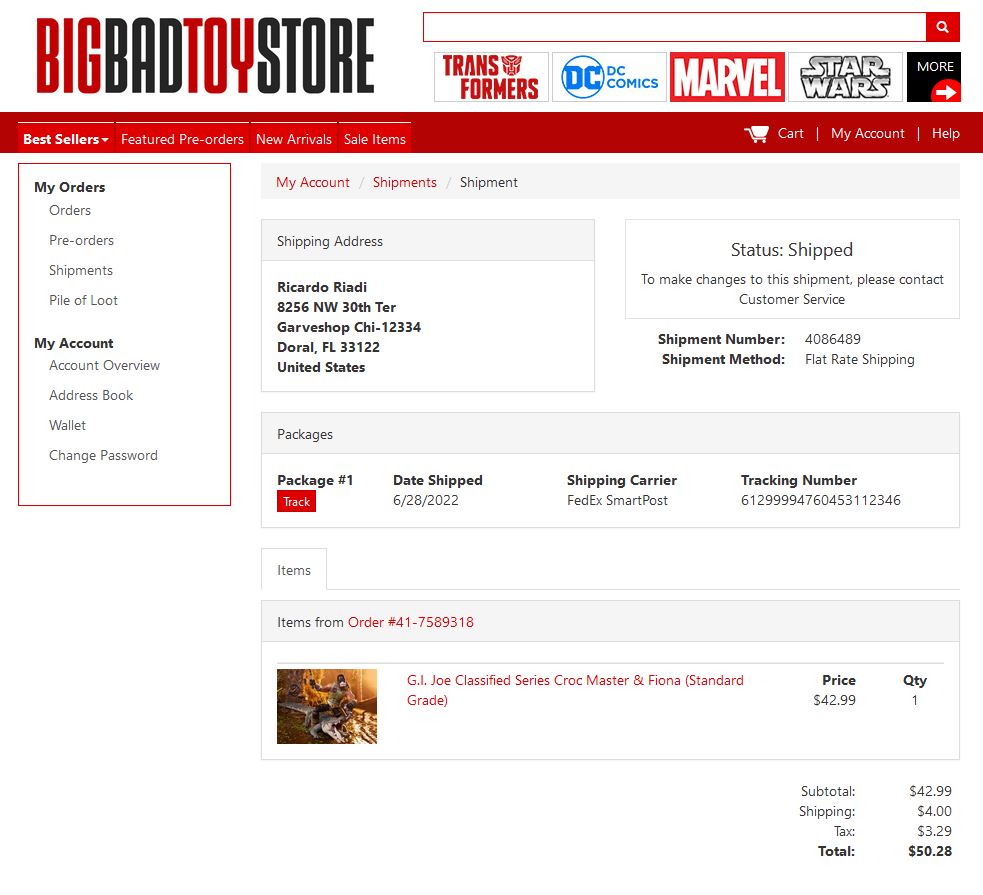 BIGBADTOYSTORE
TRANSFORMERS
DC DC COMICS
MARVEL
STAR WARS
MORE
Best Sellers Featured Pre-orders New Arrivals Sale Items
Cart | My Account | Help
My Orders
Orders
Pre-orders
Shipments
Pile of Loot
My Account
Account Overview
Address Book
Wallet
Change Password
My Account / Shipments / Shipment
Shipping Address
Ricardo Riadi
8256 NW 30th Ter
Garveshop Chi-12334
Doral, FL 33122
United States
Status: Shipped
To make changes to this shipment, please contact
Customer Service
Shipment Number: 4086489
Shipment Method: Flat Rate Shipping
Packages
Package #1 Date Shipped Shipping Carrier Tracking Number
Track 6/28/2022 FedEx SmartPost 61299994760453112346
Items
Items from Order #41-7589318
G.I. Joe Classified Series Croc Master & Fiona (Standard Price Qty
Grade) $42.99 1
Subtotal: $42.99
Shipping: $4.00
Tax: $3.29
Total: $50.28